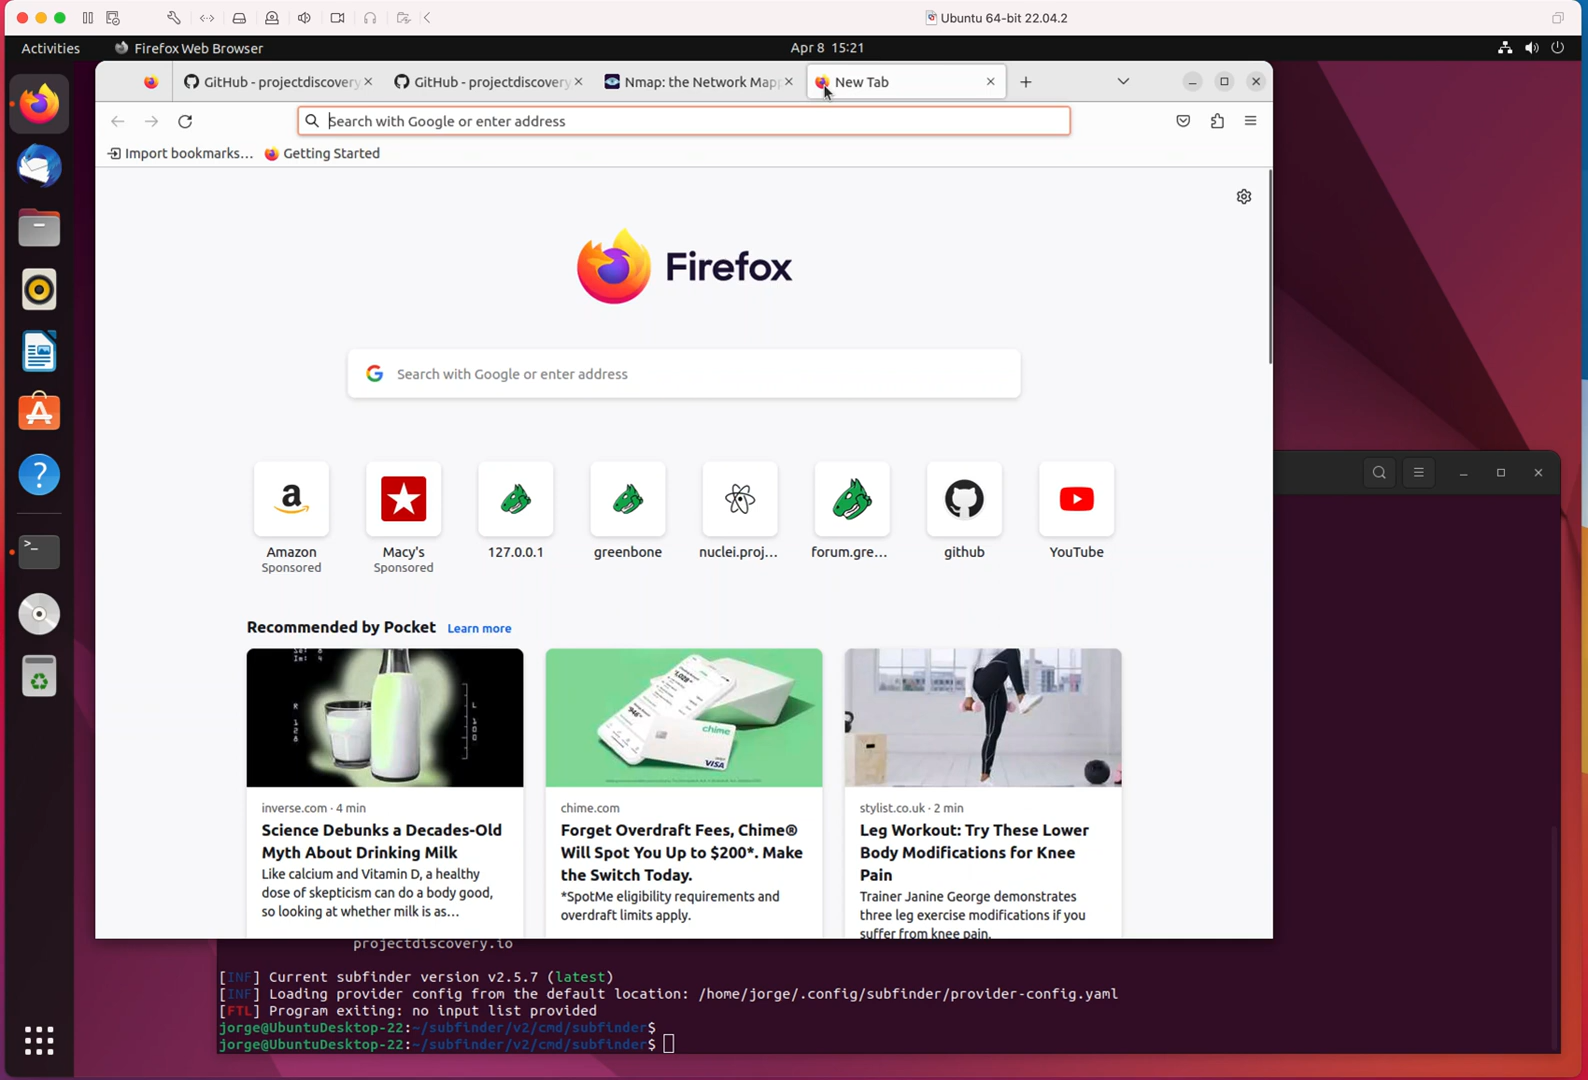 Ubuntu 64-bit 22.04.2
Activities
Firefox Web Browser
Apr 8 15:21
GitHub - projectdiscovery
GitHub - projectdiscovery
Nmap: the Network Mapp
New Tab
Search with Google or enter address
Import bookmarks...
Getting Started
Firefox
Search with Google or enter address
Amazon
Sponsored
Macy's
Sponsored
127.0.0.1
greenbone
nuclei.proj...
forum.gre...
github
YouTube
Recommended by Pocket
Learn more
inverse.com · 4 min
Science Debunks a Decades-Old
Myth About Drinking Milk
Like calcium and Vitamin D, a healthy
dose of skepticism can do a body good,
so looking at whether milk is as...
chime
VISA
chime.com
Forget Overdraft Fees, Chime®
Will Spot You Up to $200*. Make
the Switch Today.
*SpotMe eligibility requirements and
overdraft limits apply.
stylist.co.uk · 2 min
Leg Workout: Try These Lower
Body Modifications for Knee
Pain
Trainer Janine George demonstrates
three leg exercise modifications if you
suffer from knee pain.
projectdiscovery.io
[INF] Current subfinder version v2.5.7 (latest)
[INF] Loading provider config from the default location: /home/jorge/.config/subfinder/provider-config.yaml
[FTL] Program exiting: no input list provided
jorge@UbuntuDesktop-22:~/subfinder/v2/cmd/subfinder$
jorge@UbuntuDesktop-22:~/subfinder/v2/cmd/subfinder$